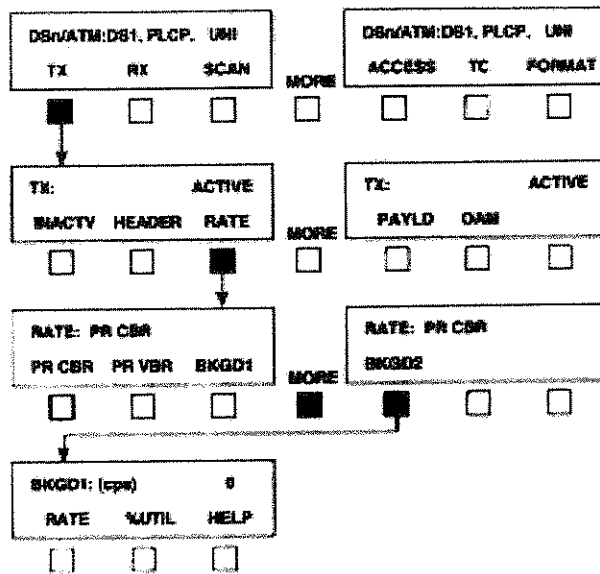 DSn/ATM:DS1, PLCP, UNI
TX RX SCAN
MORE
DSn/ATM:DS1, PLCP, UNI
ACCESS TC FORMAT
TX: ACTIVE
INACTV HEADER RATE
MORE
TX: ACTIVE
PAYLD OAM
RATE: PR CBR
PR CBR PR VBR BKGD1
MORE
RATE: PR CBR
BKGD2
BKGD1: (cps) 0
RATE %UTIL HELP